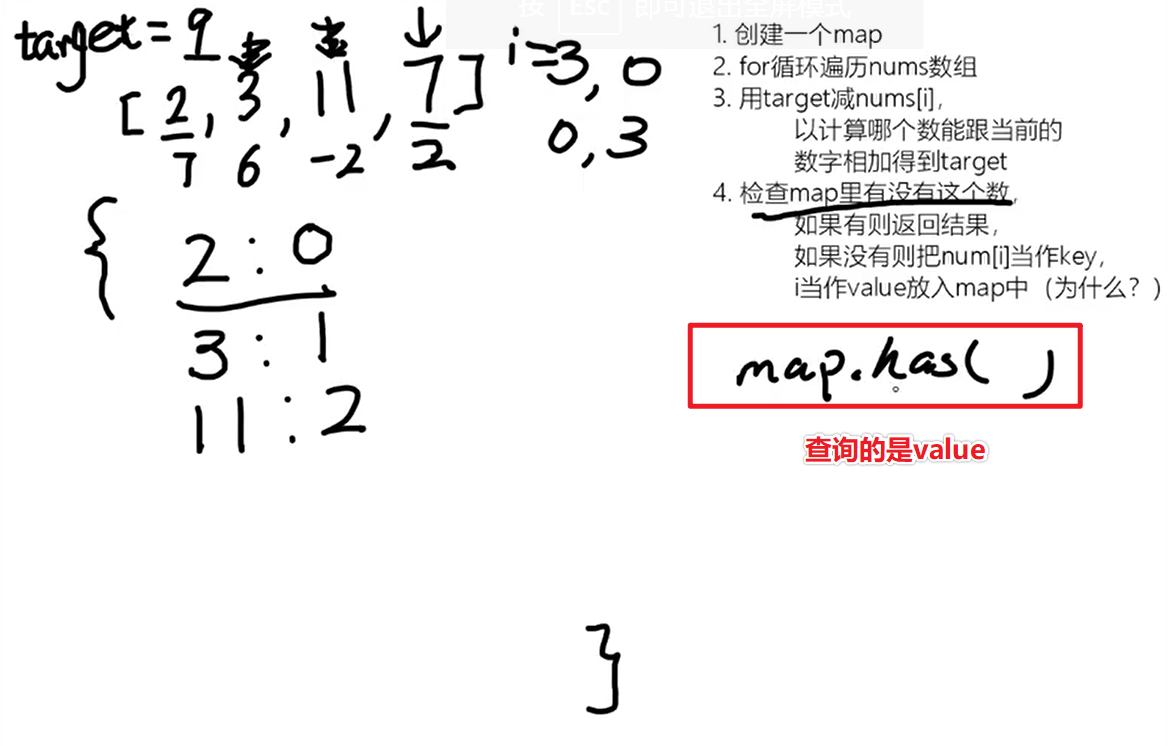 按 Esc 即可退出全屏模式
target = 9
i=3, 0
[2, 3, 11, 7]
0, 3
7 6 -2 2
{
2 : 0
3 : 1
11 : 2
}
1. 创建一个map
2. for循环遍历nums数组
3. 用target减nums[i],
以计算哪个数能跟当前的
数字相加得到target
4. 检查map里有没有这个数,
如果有则返回结果,
如果没有则把num[i]当作key,
i当作value放入map中（为什么？）
map.has( )
查询的是value